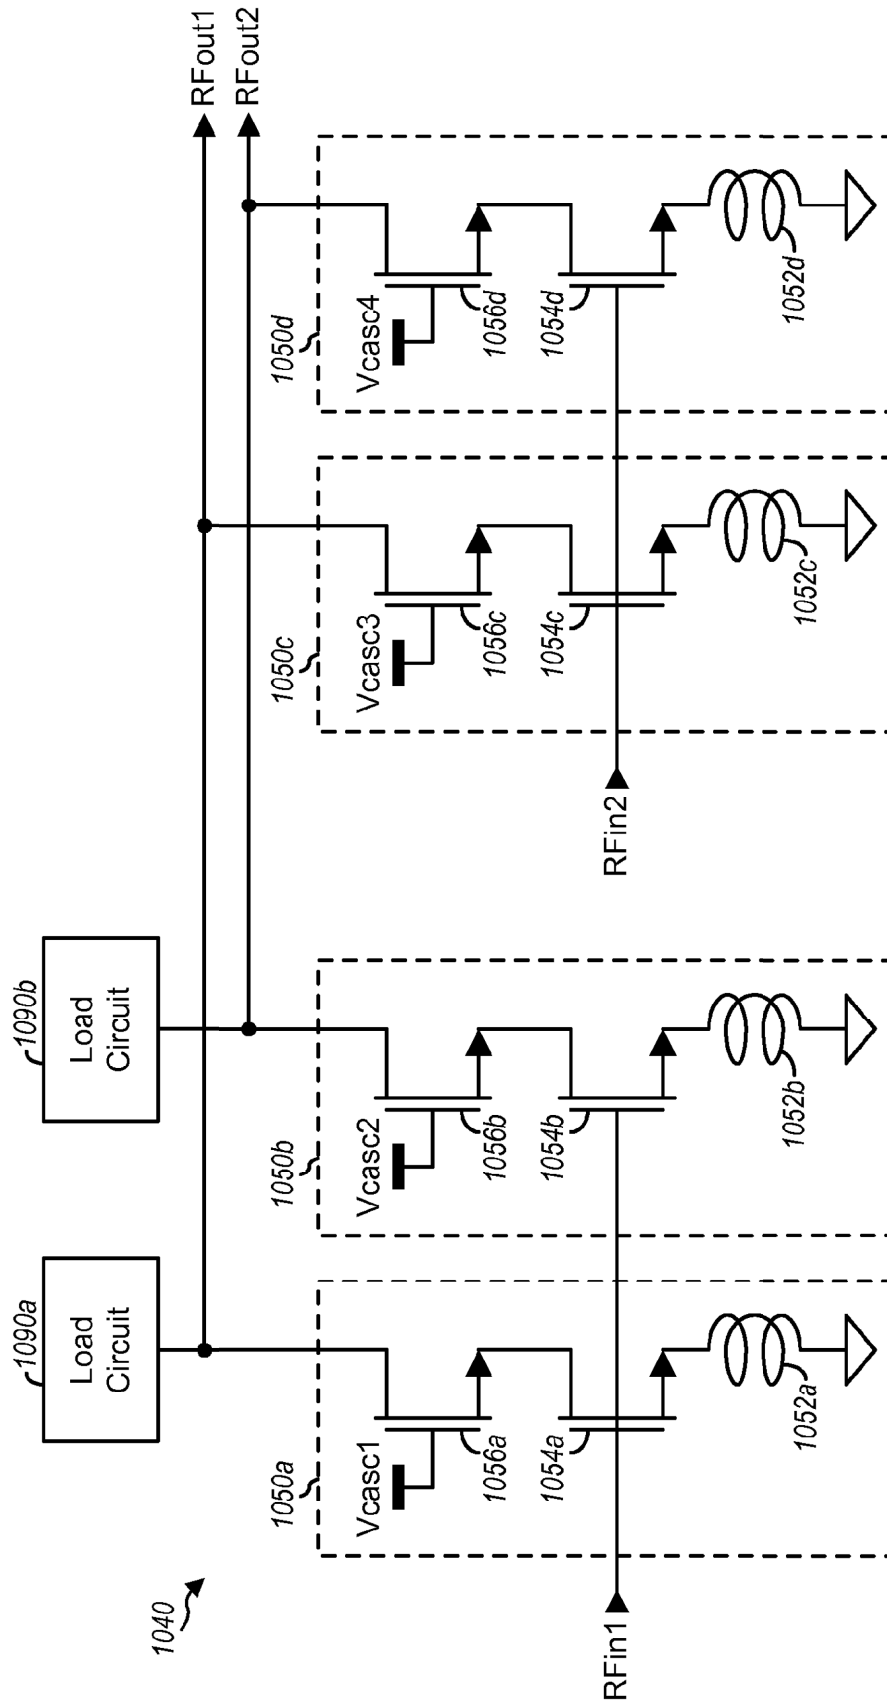 1040
1090a
Load
Circuit
1090b
Load
Circuit
RFout1
RFout2
1050a
Vcasc1
1056a
1054a
1052a
1050b
Vcasc2
1056b
1054b
1052b
1050c
Vcasc3
1056c
1054c
1052c
1050d
Vcasc4
1056d
1054d
1052d
RFin1
RFin2